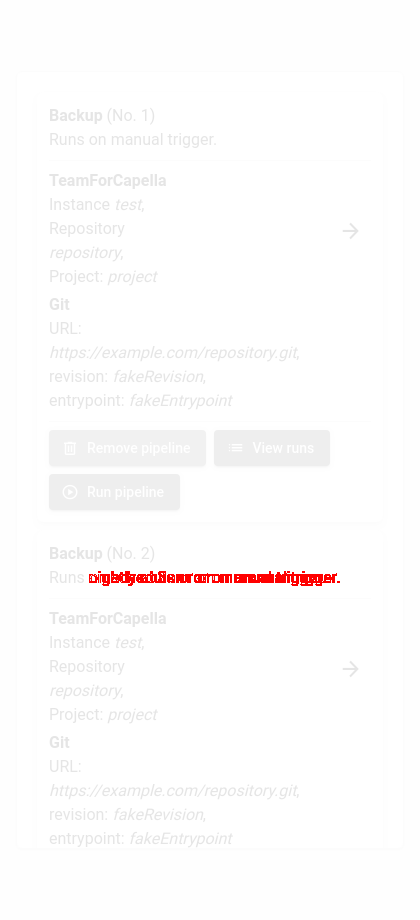 Backup (No. 1)
Runs on manual trigger.
TeamForCapella
Instance test,
Repository
repository,
Project: project
Git
URL:
https://example.com/repository.git,
revision: fakeRevision,
entrypoint: fakeEntrypoint
Remove pipeline
View runs
Run pipeline
Backup (No. 2)
Runs
TeamForCapella
Instance test,
Repository
repository,
Project: project
Git
URL:
https://example.com/repository.git,
revision: fakeRevision,
entrypoint: fakeEntrypoint